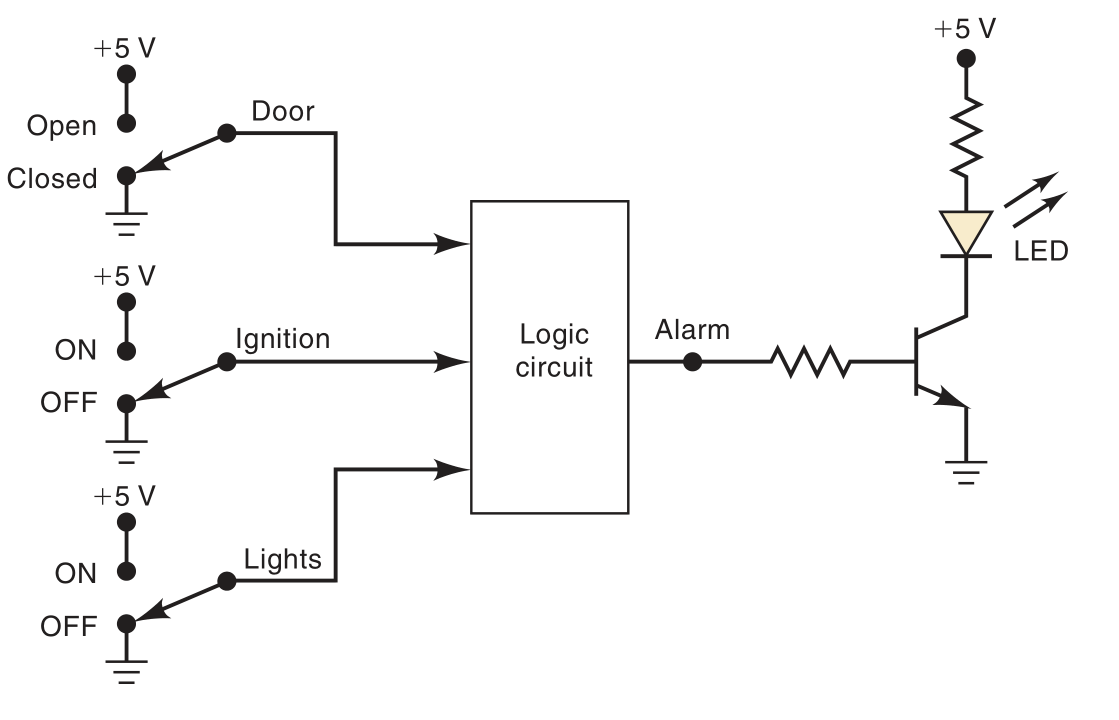 +5 V
Open
Closed
Door
+5 V
ON
OFF
Ignition
+5 V
ON
OFF
Lights
Logic
circuit
Alarm
+5 V
LED